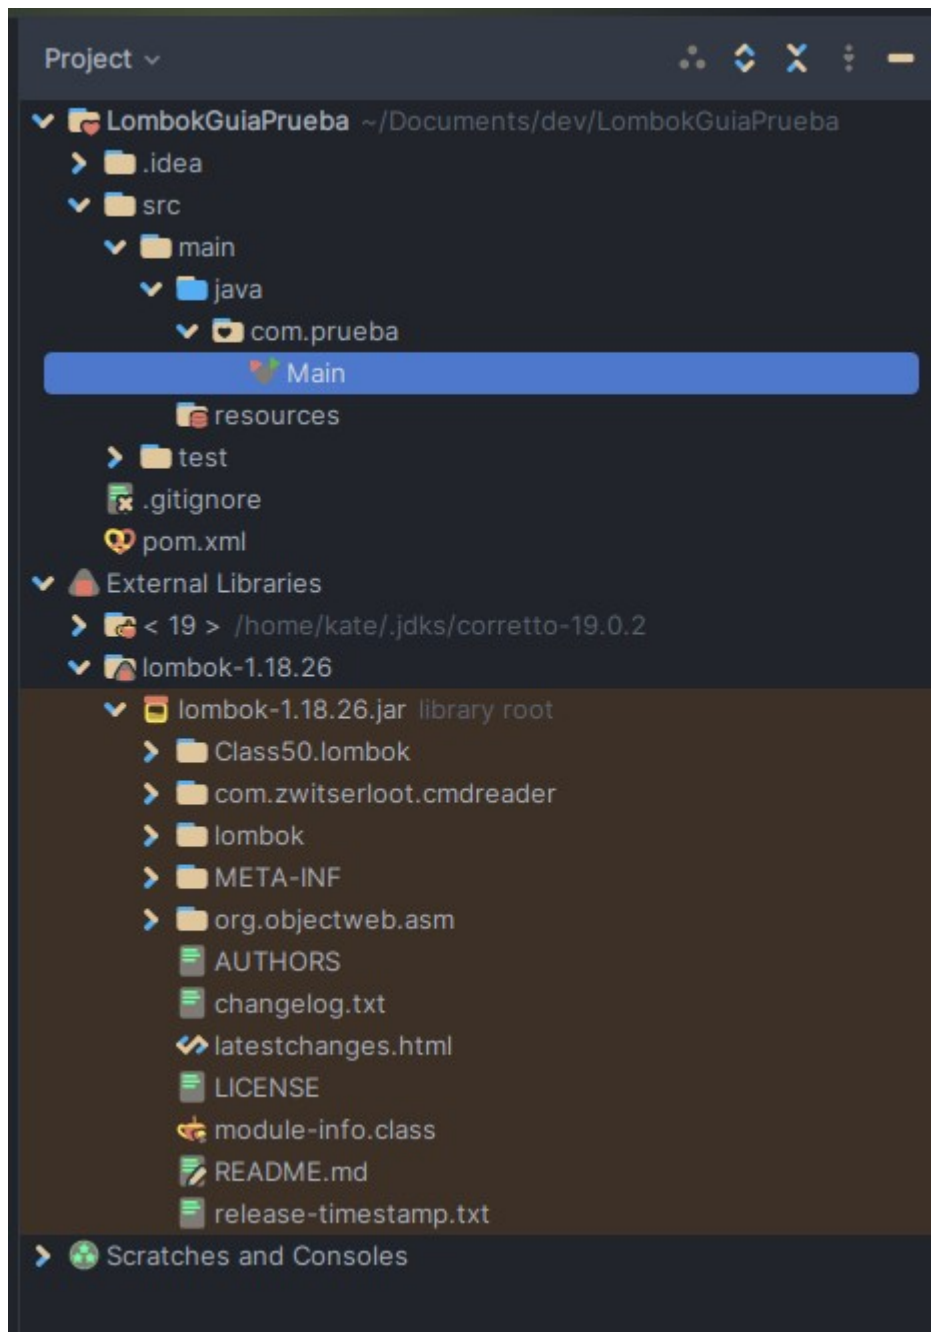 Project
LombokGuiaPrueba ~/Documents/dev/LombokGuiaPrueba
.idea
src
main
java
com.prueba
Main
resources
test
.gitignore
pom.xml
External Libraries
< 19 > /home/kate/.jdks/corretto-19.0.2
lombok-1.18.26
lombok-1.18.26.jar library root
Class50.lombok
com.zwitserloot.cmdreader
lombok
META-INF
org.objectweb.asm
AUTHORS
changelog.txt
latestchanges.html
LICENSE
module-info.class
README.md
release-timestamp.txt
Scratches and Consoles